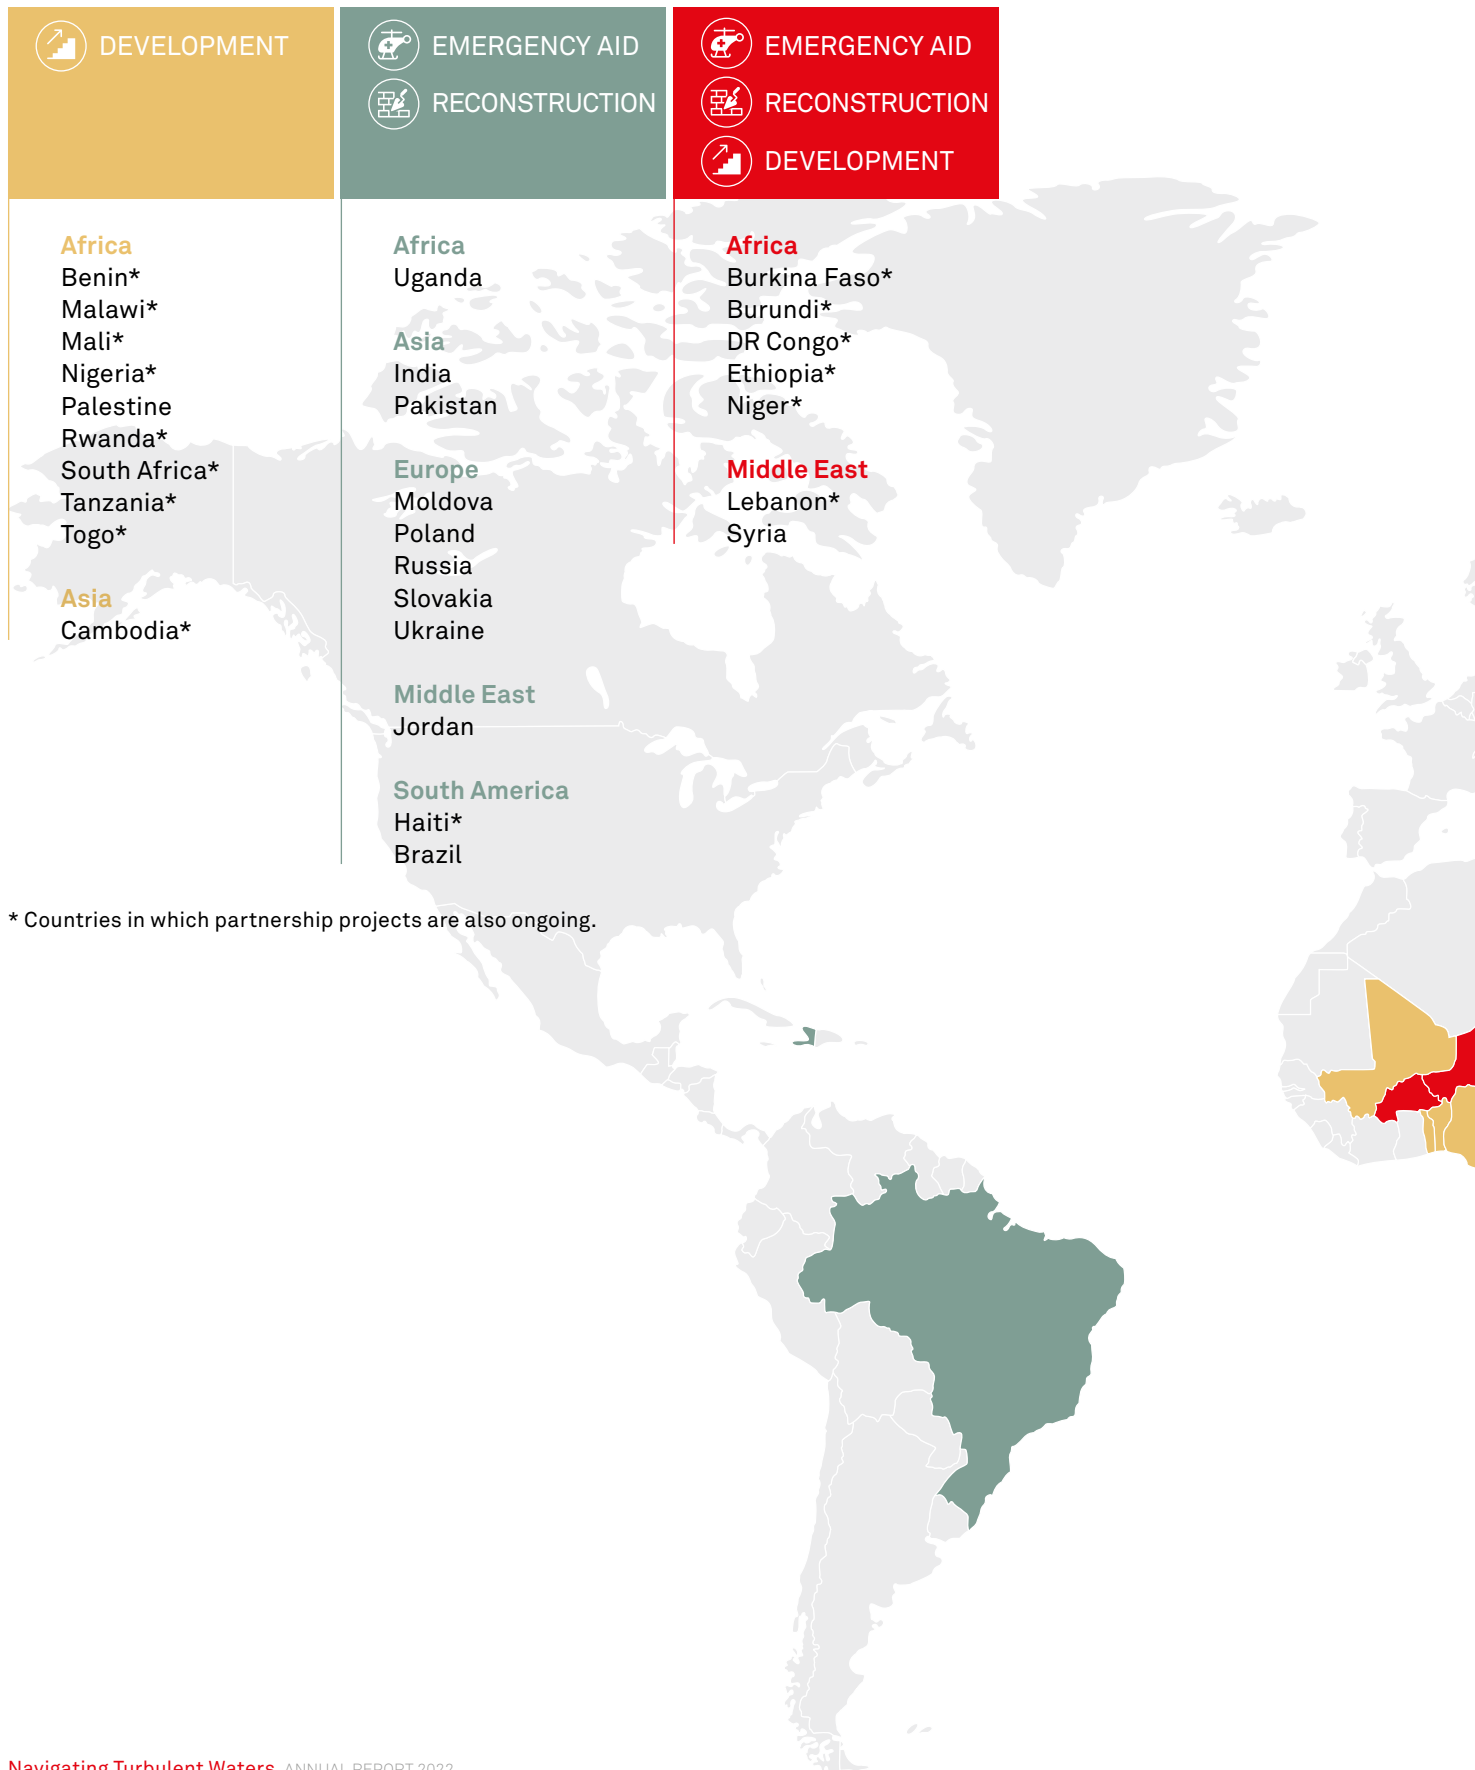 DEVELOPMENT
Africa
Benin*
Malawi*
Mali*
Nigeria*
Palestine
Rwanda*
South Africa*
Tanzania*
Togo*
Asia
Cambodia*
EMERGENCY AID
RECONSTRUCTION
Africa
Uganda
Asia
India
Pakistan
Europe
Moldova
Poland
Russia
Slovakia
Ukraine
Middle East
Jordan
South America
Haiti*
Brazil
EMERGENCY AID
RECONSTRUCTION
DEVELOPMENT
Africa
Burkina Faso*
Burundi*
DR Congo*
Ethiopia*
Niger*
Middle East
Lebanon*
Syria
* Countries in which partnership projects are also ongoing.
Navigating Turbulent Waters ANNUAL REPORT 2022